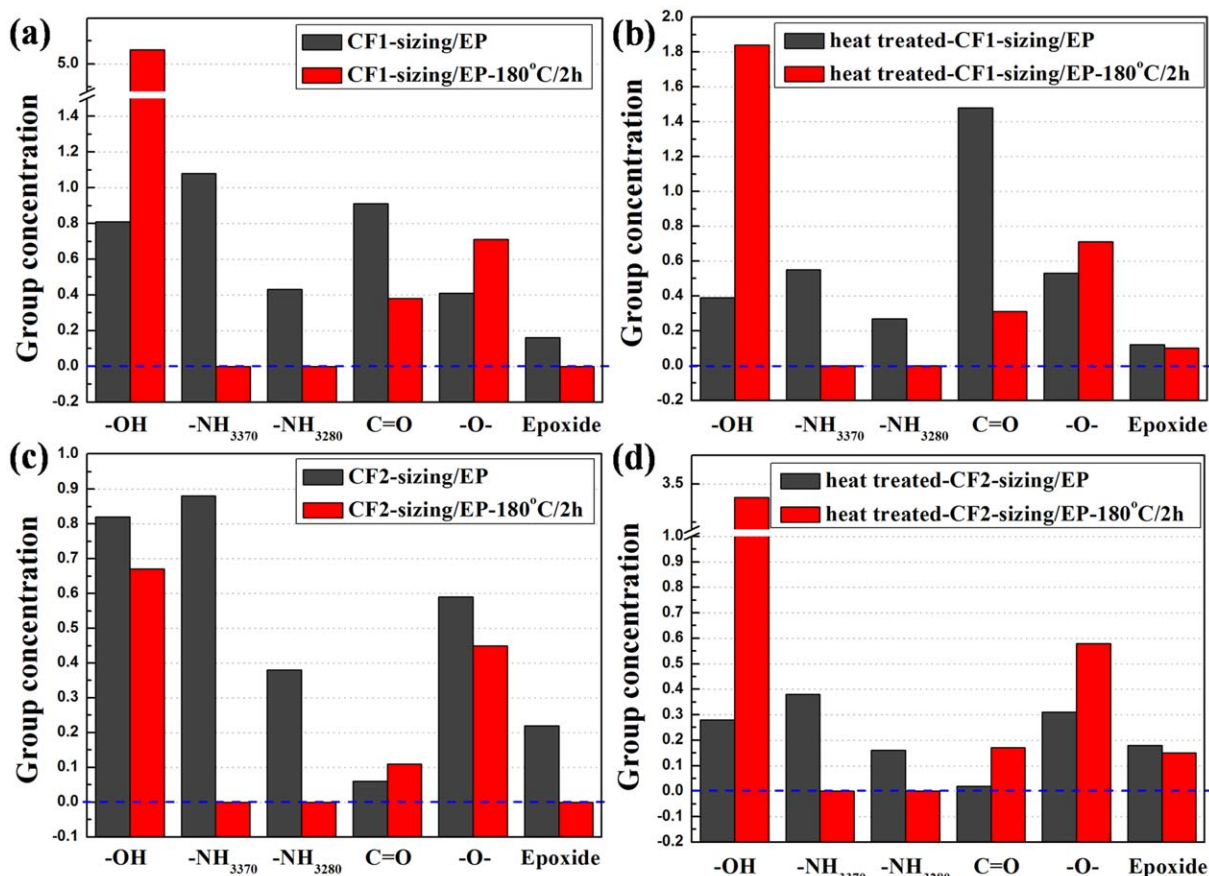 (a)
CF1-sizing/EP
CF1-sizing/EP-180°C/2h
Group concentration
5.0
1.4
1.2
1.0
0.8
0.6
0.4
0.2
0.0
-0.2
-OH -NH3370 -NH3280 C=O -O- Epoxide
(b)
heat treated-CF1-sizing/EP
heat treated-CF1-sizing/EP-180°C/2h
Group concentration
2.0
1.8
1.6
1.4
1.2
1.0
0.8
0.6
0.4
0.2
0.0
-0.2
-OH -NH3370 -NH3280 C=O -O- Epoxide
(c)
CF2-sizing/EP
CF2-sizing/EP-180°C/2h
Group concentration
1.0
0.9
0.8
0.7
0.6
0.5
0.4
0.3
0.2
0.1
0.0
-0.1
-OH -NH3370 -NH3280 C=O -O- Epoxide
(d)
heat treated-CF2-sizing/EP
heat treated-CF2-sizing/EP-180°C/2h
Group concentration
3.5
1.0
0.9
0.8
0.7
0.6
0.5
0.4
0.3
0.2
0.1
0.0
-0.1
-0.2
-OH -NH3370 -NH3280 C=O -O- Epoxide